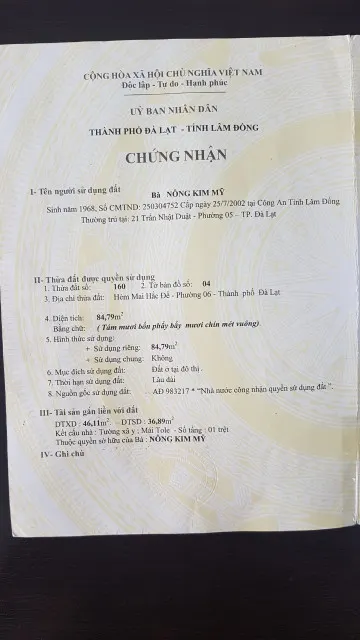 CỘNG HÒA XÃ HỘI CHỦ NGHĨA VIỆT NAM
Độc lập - Tự do - Hạnh phúc
UỶ BAN NHÂN DÂN
THÀNH PHỐ ĐÀ LẠT - TỈNH LÂM ĐỒNG
CHỨNG NHẬN
I- Tên người sử dụng đất
Bà NÔNG KIM MỸ
Sinh năm 1968, Số CMTND: 250304752 Cấp ngày 25/7/2002 tại Công An Tỉnh Lâm Đồng
Thường trú tại: 21 Trần Nhật Duật - Phường 05 - TP. Đà Lạt
II- Thửa đất được quyền sử dụng
1. Thửa đất số: 160 2. Tờ bản đồ số: 04
3. Địa chỉ thửa đất: Hẻm Mai Hắc Đế - Phường 06 - Thành phố Đà Lạt
4. Diện tích: 84,79m²
Bằng chữ: ( Tám mươi bốn phẩy bảy mươi chín mét vuông)
5. Hình thức sử dụng:
+ Sử dụng riêng: 84,79m²
+ Sử dụng chung: Không
6. Mục đích sử dụng đất: Đất ở tại đô thị
7. Thời hạn sử dụng đất: Lâu dài
8. Nguồn gốc sử dụng đất: AĐ 983217 * "Nhà nước công nhận quyền sử dụng đất ".
III- Tài sản gắn liền với đất
DTXD : 46,11m² - DTSD : 36,89m²
Kết cấu nhà : Tường xây : Mái Tole - Số tầng : 01 trệt
Thuộc quyền sở hữu của Bà : NÔNG KIM MỸ
IV- Ghi chú